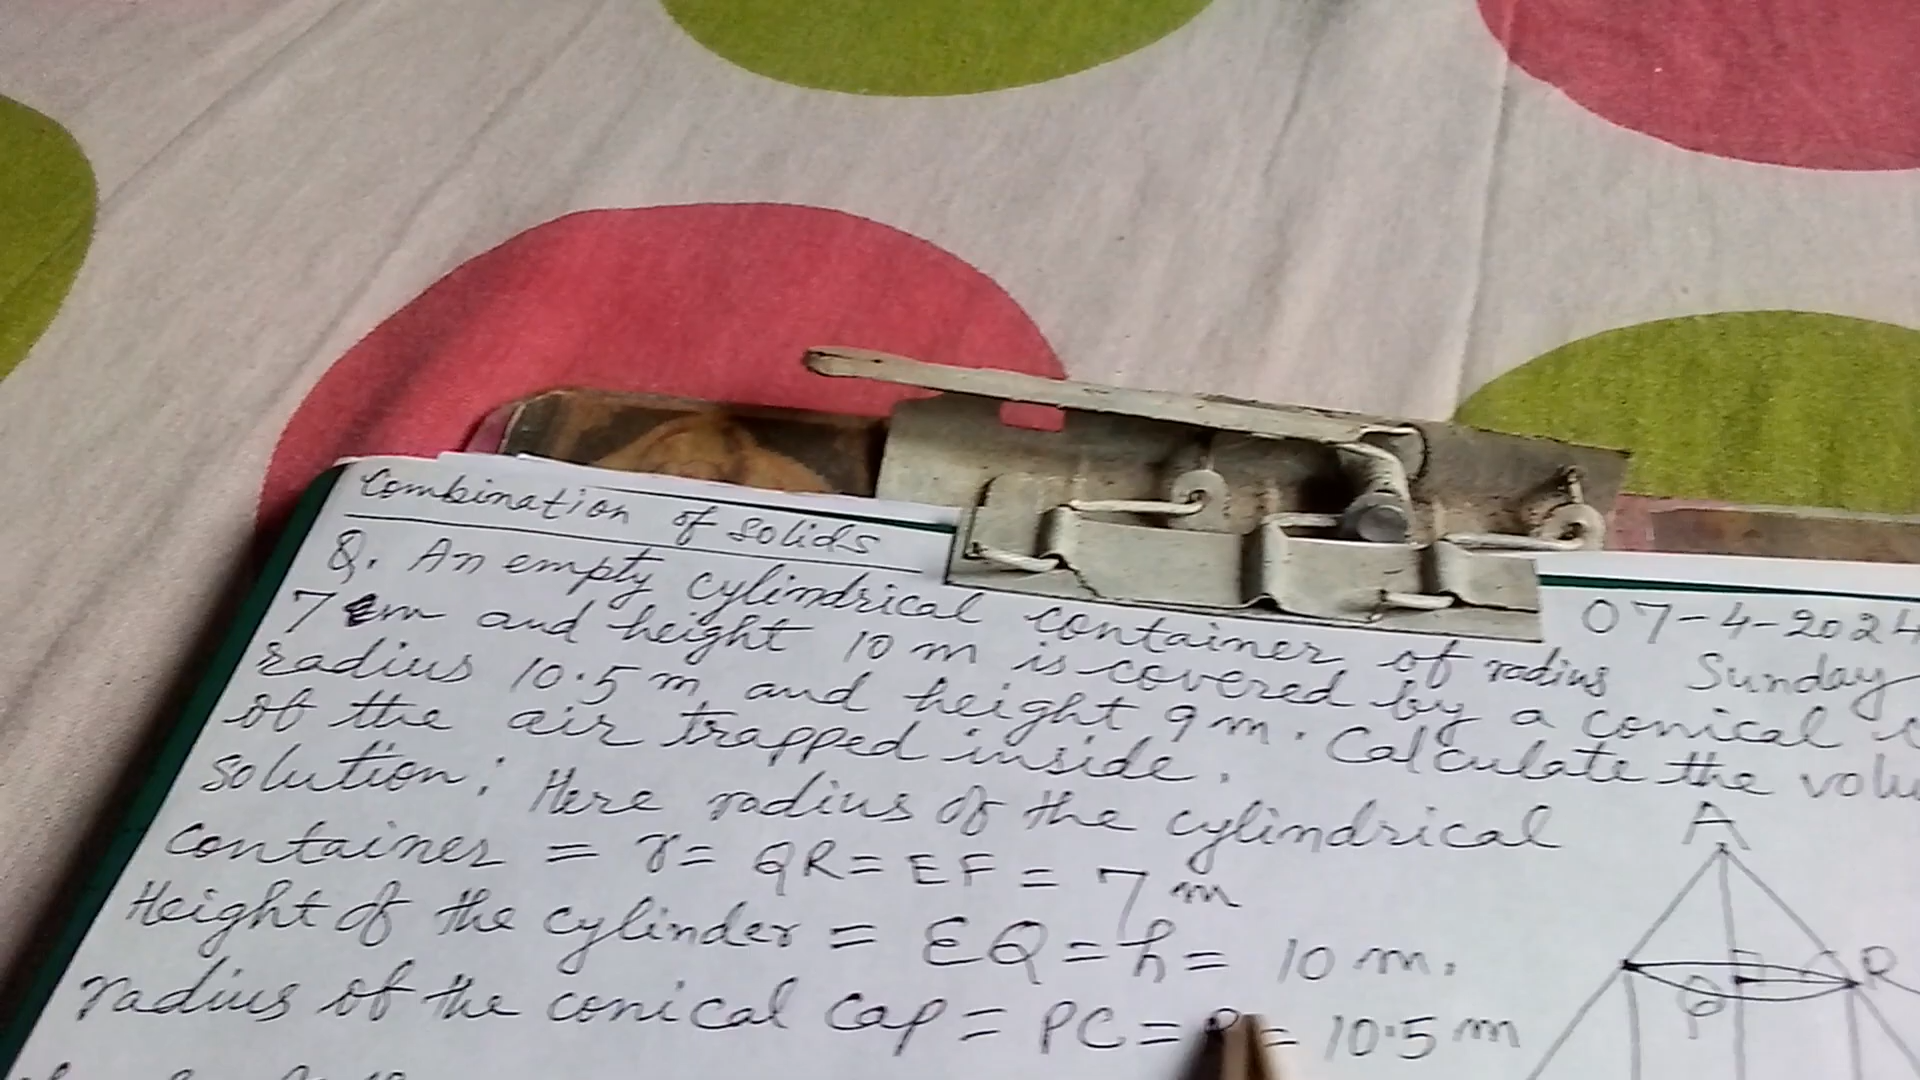 Combination of solids
07-4-2024
Sunday
Q. An empty cylindrical container of radius
7 m and height 10 m is covered by a conical
radius 10.5 m and height 9 m. Calculate the
of the air trapped inside.
Solution: Here radius of the cylindrical
container = r = QR = EF = 7 m
Height of the cylinder = EQ = h = 10 m.
radius of the conical cap = PC = = 10.5 m
A
Q
R